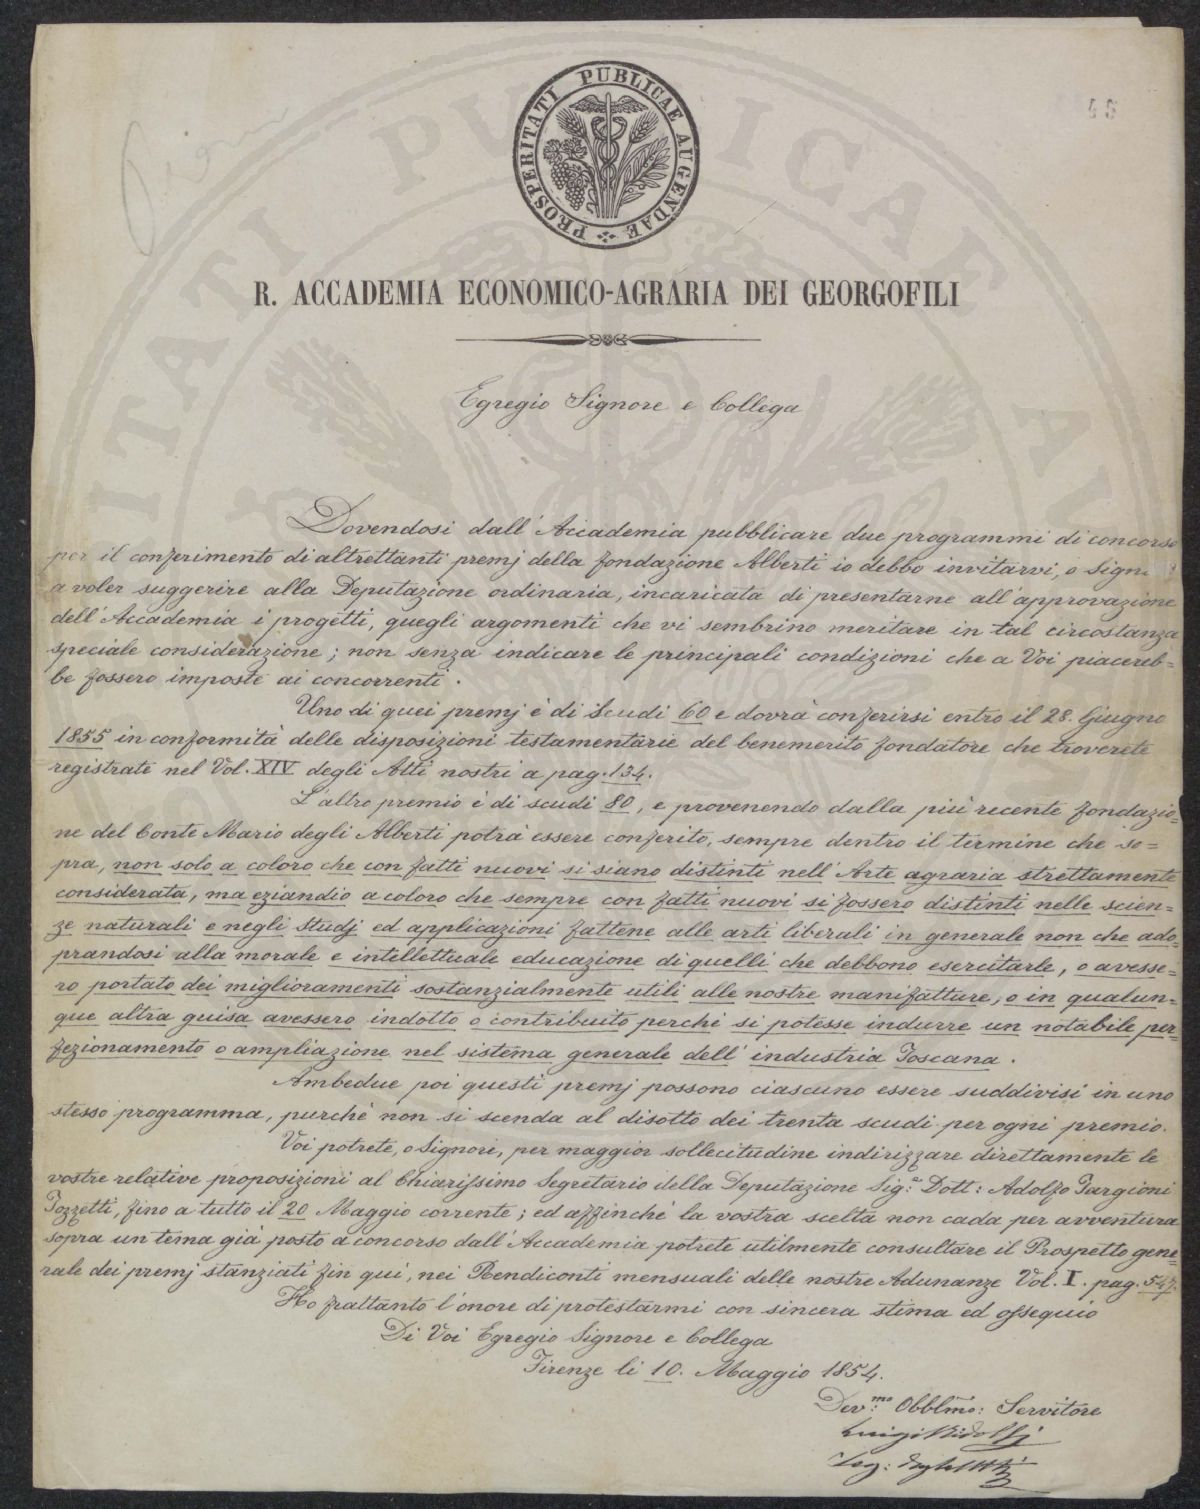 PROSPERITATI PUBLICAE AUGENDAE
46
R. ACCADEMIA ECONOMICO-AGRARIA DEI GEORGOFILI
Egregio Signore e Collega
Dovendosi dall'Accademia pubblicare due programmi di concorso
per il conferimento di altrettanti premj della fondazione Alberti io debbo invitarvi, o Sign
a voler suggerire alla Deputazione ordinaria, incaricata di presentarne all'approvazione
dell'Accademia i progetti, quegli argomenti che vi sembrino meritare in tal circostanza
speciale considerazione; non senza indicare le principali condizioni che a Voi piacereb=
be fossero imposte ai concorrenti.
Uno di quei premj è di Scudi 60 e dovrà conferirsi entro il 28. Giugno
1855 in conformità delle disposizioni testamentarie del benemerito fondatore che troverete
registrate nel Vol. XIV degli Atti nostri a pag. 134.
L'altro premio è di scudi 80, e provenendo dalla più recente fondazio=
ne del Conte Mario degli Alberti potrà essere conferito, sempre dentro il termine che so=
pra, non solo a coloro che con fatti nuovi si siano distinti nell'Arte agraria strettamente
considerata, ma eziandio a coloro che sempre con fatti nuovi si fossero distinti nelle scien=
ze naturali e negli Studj ed applicazioni fattene alle arti liberali in generale non che ado=
prandosi alla morale e intellettuale educazione di quelli che debbono esercitarle, o avesse=
ro portato dei miglioramenti sostanzialmente utili alle nostre manifatture, o in qualun=
que altra guisa avessero indotto o contribuito perchè si potesse indurre un notabile per=
fezionamento o ampliazione nel sistema generale dell'industria Toscana.
Ambedue poi questi premj possono ciascuno essere suddivisi in uno
stesso programma, purchè non si scenda al disotto dei trenta scudi per ogni premio.
Voi potrete, o Signore, per maggior sollecitudine indirizzare direttamente le
vostre relative proposizioni al Chiarissimo Segretario della Deputazione Sig.r Dott: Adolfo Targioni
Tozzetti, fino a tutto il 20 Maggio corrente; ed affinchè la vostra scelta non cada per avventura
sopra un tema già posto a concorso dall'Accademia potrete utilmente consultare il Prospetto gene
rale dei premj stanziati fin qui, nei Rendiconti mensuali delle nostre Adunanze Vol. I. pag. 547.
Ho frattanto l'onore di protestarmi con sincera stima ed ossequio
Di Voi Egregio Signore e Collega
Firenze li 10. Maggio 1854.
Dev.mo Obblmo: Servitore
Luigi Ridolfi
Seg: